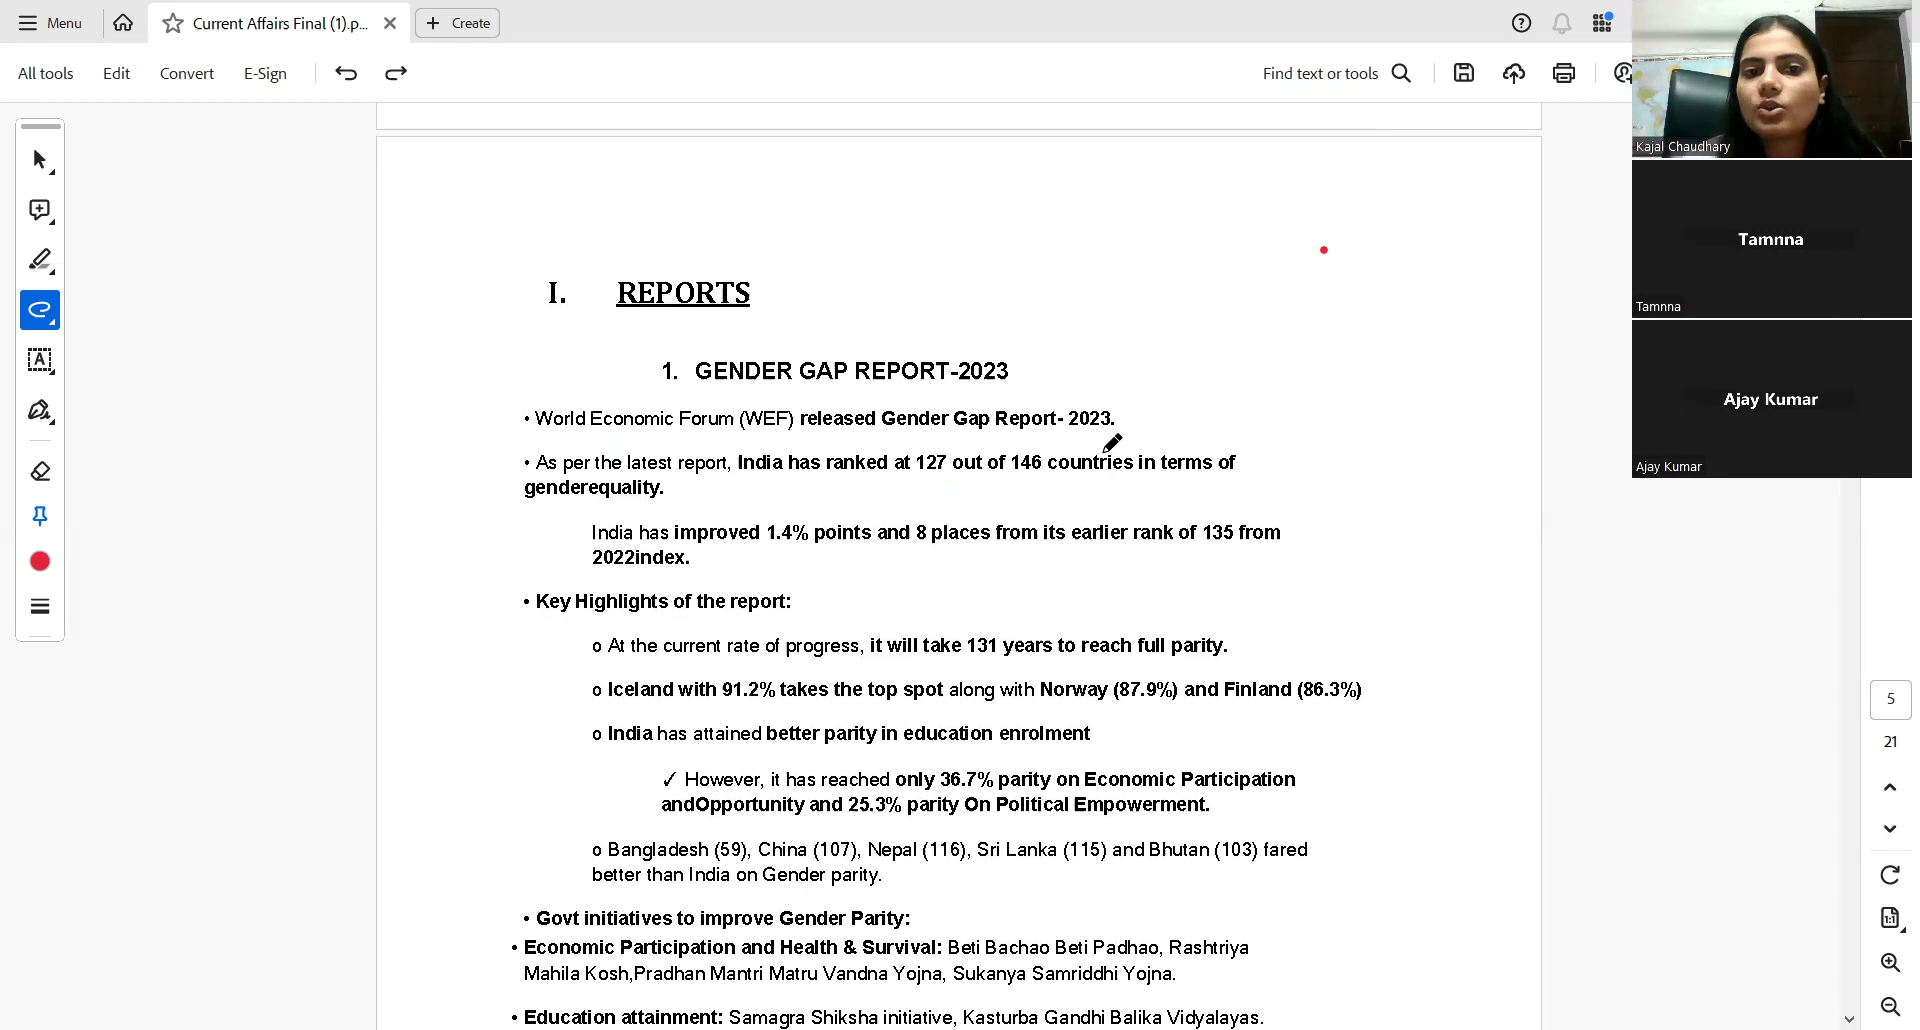 Menu
Current Affairs Final (1).p...
Create
All tools
Edit
Convert
E-Sign
Find text or tools
Kajal Chaudhary
Tamnna
Tamnna
Ajay Kumar
Ajay Kumar
I. REPORTS
1. GENDER GAP REPORT-2023
• World Economic Forum (WEF) released Gender Gap Report- 2023.
• As per the latest report, India has ranked at 127 out of 146 countries in terms of
genderequality.
India has improved 1.4% points and 8 places from its earlier rank of 135 from
2022index.
• Key Highlights of the report:
o At the current rate of progress, it will take 131 years to reach full parity.
o Iceland with 91.2% takes the top spot along with Norway (87.9%) and Finland (86.3%)
o India has attained better parity in education enrolment
✓ However, it has reached only 36.7% parity on Economic Participation
andOpportunity and 25.3% parity On Political Empowerment.
o Bangladesh (59), China (107), Nepal (116), Sri Lanka (115) and Bhutan (103) fared
better than India on Gender parity.
• Govt initiatives to improve Gender Parity:
• Economic Participation and Health & Survival: Beti Bachao Beti Padhao, Rashtriya
Mahila Kosh,Pradhan Mantri Matru Vandna Yojna, Sukanya Samriddhi Yojna.
• Education attainment: Samagra Shiksha initiative, Kasturba Gandhi Balika Vidyalayas.
5
21